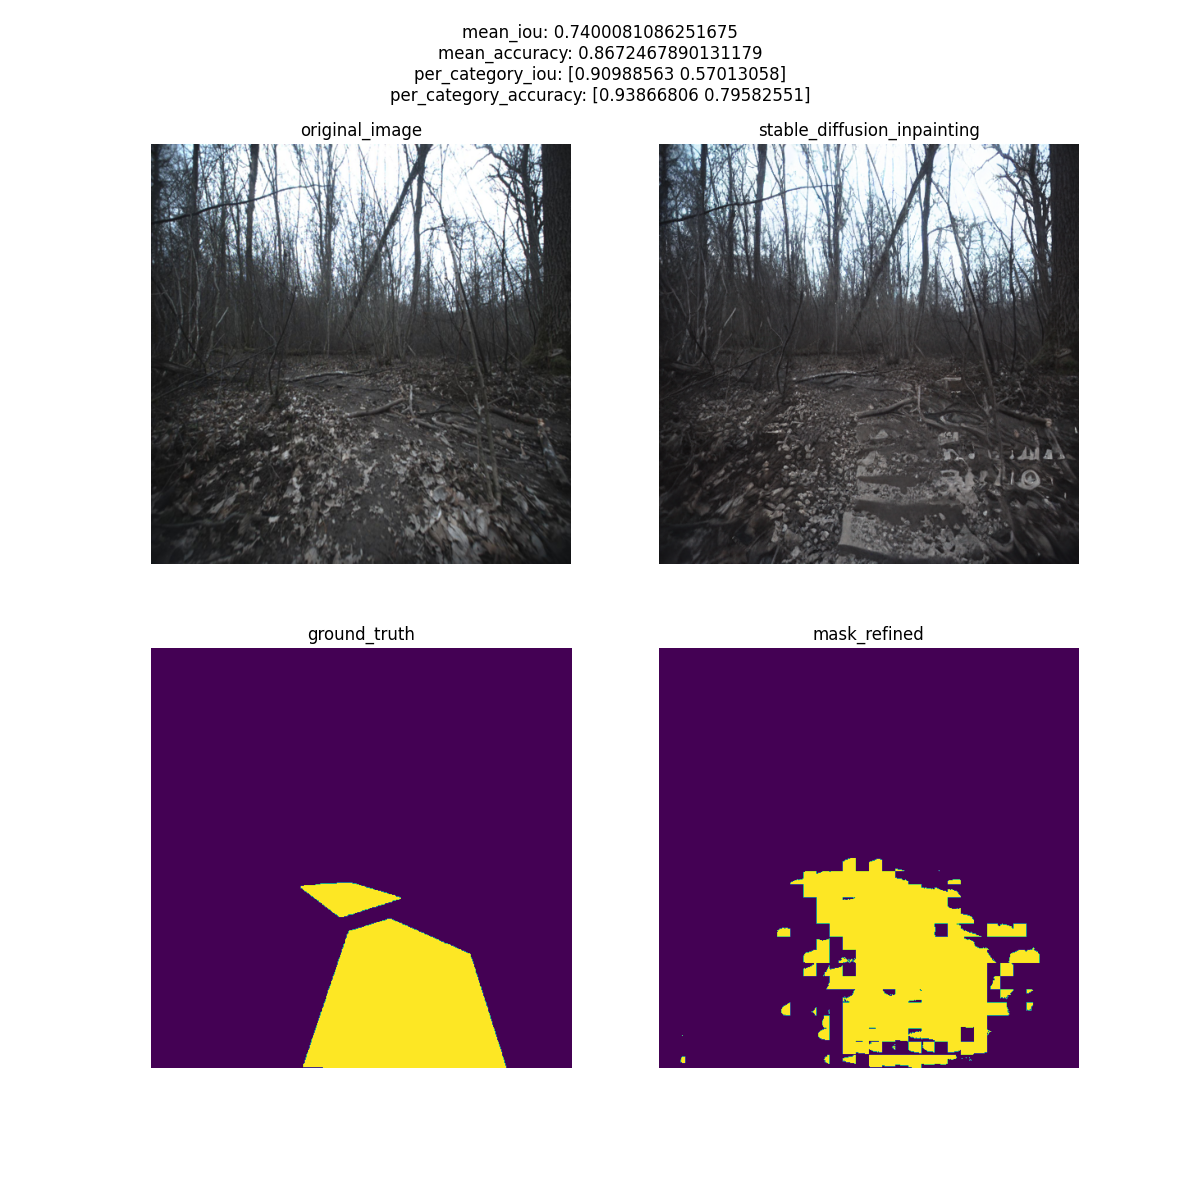 mean_iou: 0.7400081086251675
mean_accuracy: 0.8672467890131179
per_category_iou: [0.90988563 0.57013058]
per_category_accuracy: [0.93866806 0.79582551]
original_image
stable_diffusion_inpainting
ground_truth
mask_refined